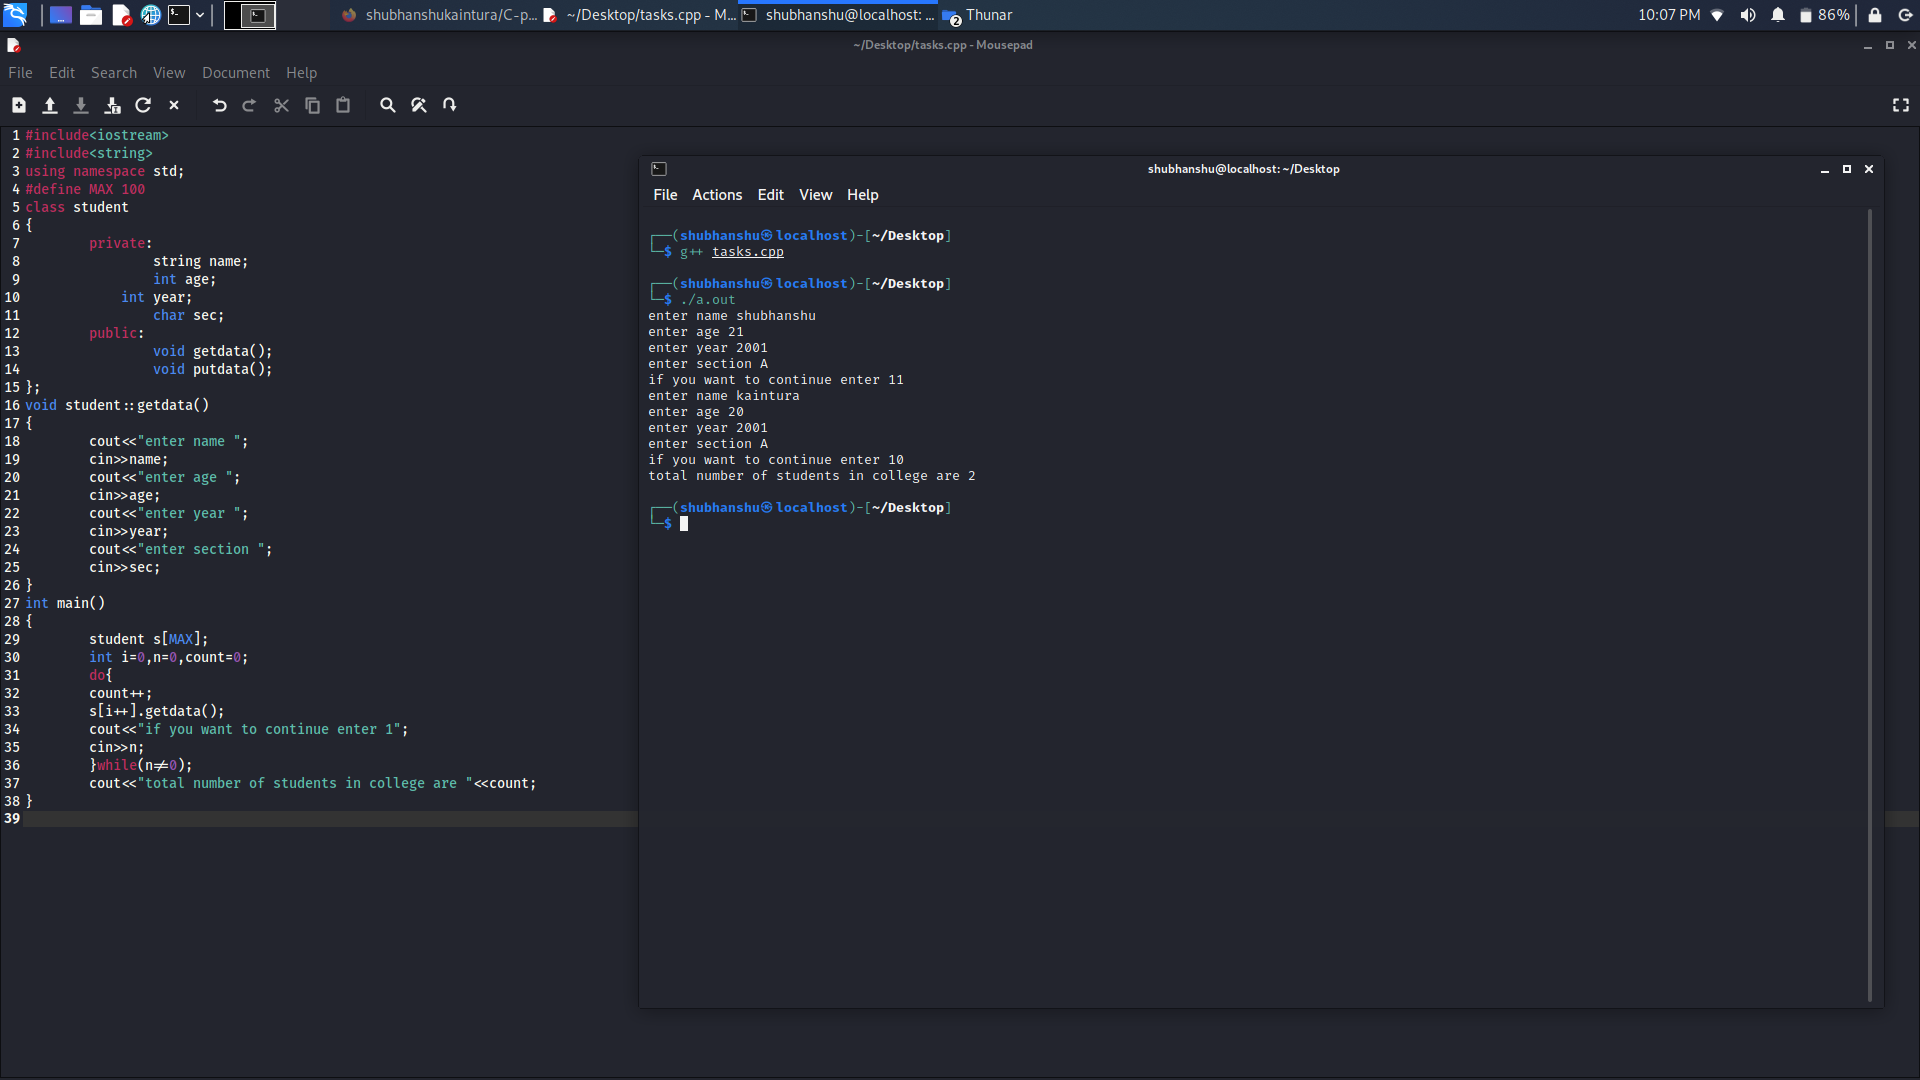 shubhanshukaintura/C-p...
~/Desktop/tasks.cpp - M...
shubhanshu@localhost: ...
2
Thunar
10:07 PM
86%
~/Desktop/tasks.cpp - Mousepad
File Edit Search View Document Help
1 #include<iostream>
2 #include<string>
3 using namespace std;
4 #define MAX 100
5 class student
6 {
7 private:
8 string name;
9 int age;
10 int year;
11 char sec;
12 public:
13 void getdata();
14 void putdata();
15 };
16 void student::getdata()
17 {
18 cout<<"enter name ";
19 cin>>name;
20 cout<<"enter age ";
21 cin>>age;
22 cout<<"enter year ";
23 cin>>year;
24 cout<<"enter section ";
25 cin>>sec;
26 }
27 int main()
28 {
29 student s[MAX];
30 int i=0,n=0,count=0;
31 do{
32 count++;
33 s[i++].getdata();
34 cout<<"if you want to continue enter 1";
35 cin>>n;
36 }while(n≠0);
37 cout<<"total number of students in college are "<<count;
38 }
39
shubhanshu@localhost: ~/Desktop
File Actions Edit View Help
┌──(shubhanshu㉿localhost)-[~/Desktop]
└─$ g++ tasks.cpp
┌──(shubhanshu㉿localhost)-[~/Desktop]
└─$ ./a.out
enter name shubhanshu
enter age 21
enter year 2001
enter section A
if you want to continue enter 11
enter name kaintura
enter age 20
enter year 2001
enter section A
if you want to continue enter 10
total number of students in college are 2
┌──(shubhanshu㉿localhost)-[~/Desktop]
└─$